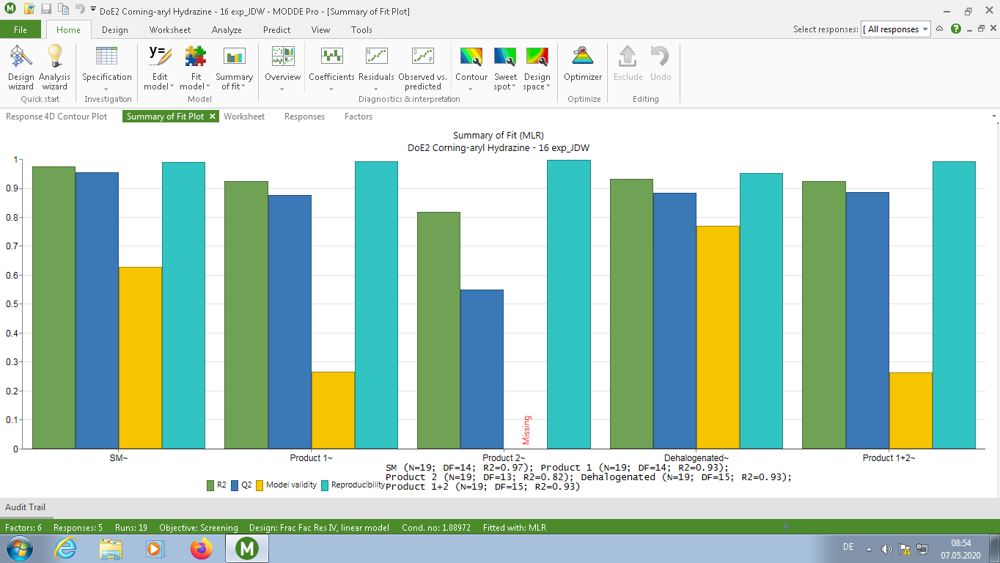 M
DoE2 Corning-aryl Hydrazine - 16 exp_JDW - MODDE Pro - [Summary of Fit Plot]
File Home Design Worksheet Analyze Predict View Tools
Select responses: [ All responses
Design wizard
Analysis wizard
Specification
Y=
Edit model
Fit model
Summary of fit
Overview
Coefficients
N
Residuals
O
P
Observed vs. predicted
Contour
Sweet spot
Design space
Optimizer
Exclude
Undo
Quick start
Investigation
Model
Diagnostics & interpretation
Optimize
Editing
Response 4D Contour Plot Summary of Fit Plot Worksheet Responses Factors
Summary of Fit (MLR)
DoE2 Corning-aryl Hydrazine - 16 exp_JDW
1
0.9
0.8
0.7
0.6
0.5
0.4
0.3
0.2
0.1
0
Missing
SM~ Product 1~ Product 2~ Dehalogenated~ Product 1+2~
R2 Q2 Model validity Reproducibility
SM (N=19; DF=14; R2=0.97); Product 1 (N=19; DF=14; R2=0.93);
Product 2 (N=19; DF=13; R2=0.82); Dehalogenated (N=19; DF=15; R2=0.93);
Product 1+2 (N=19; DF=15; R2=0.93)
Audit Trail
Factors: 6 Responses: 5 Runs: 19 Objective: Screening Design: Frac Fac Res IV, linear model Cond. no: 1.08972 Fitted with: MLR
M
DE
08:54
07.05.2020